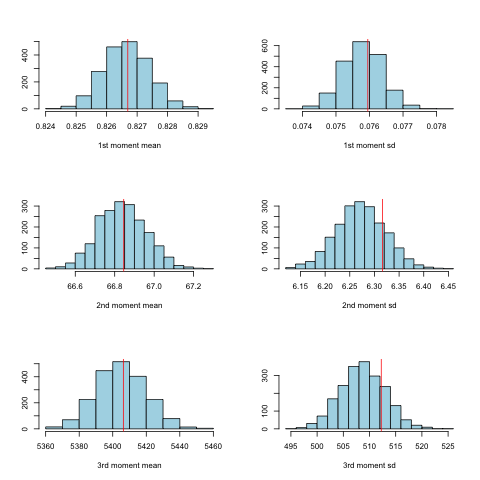 0 200 400
0.824 0.825 0.826 0.827 0.828 0.829
1st moment mean
0 200 400 600
0.074 0.075 0.076 0.077 0.078
1st moment sd
0 100 200 300
66.6 66.8 67.0 67.2
2nd moment mean
0 100 200 300
6.15 6.20 6.25 6.30 6.35 6.40 6.45
2nd moment sd
0 200 400
5360 5380 5400 5420 5440 5460
3rd moment mean
0 100 300
495 500 505 510 515 520 525
3rd moment sd